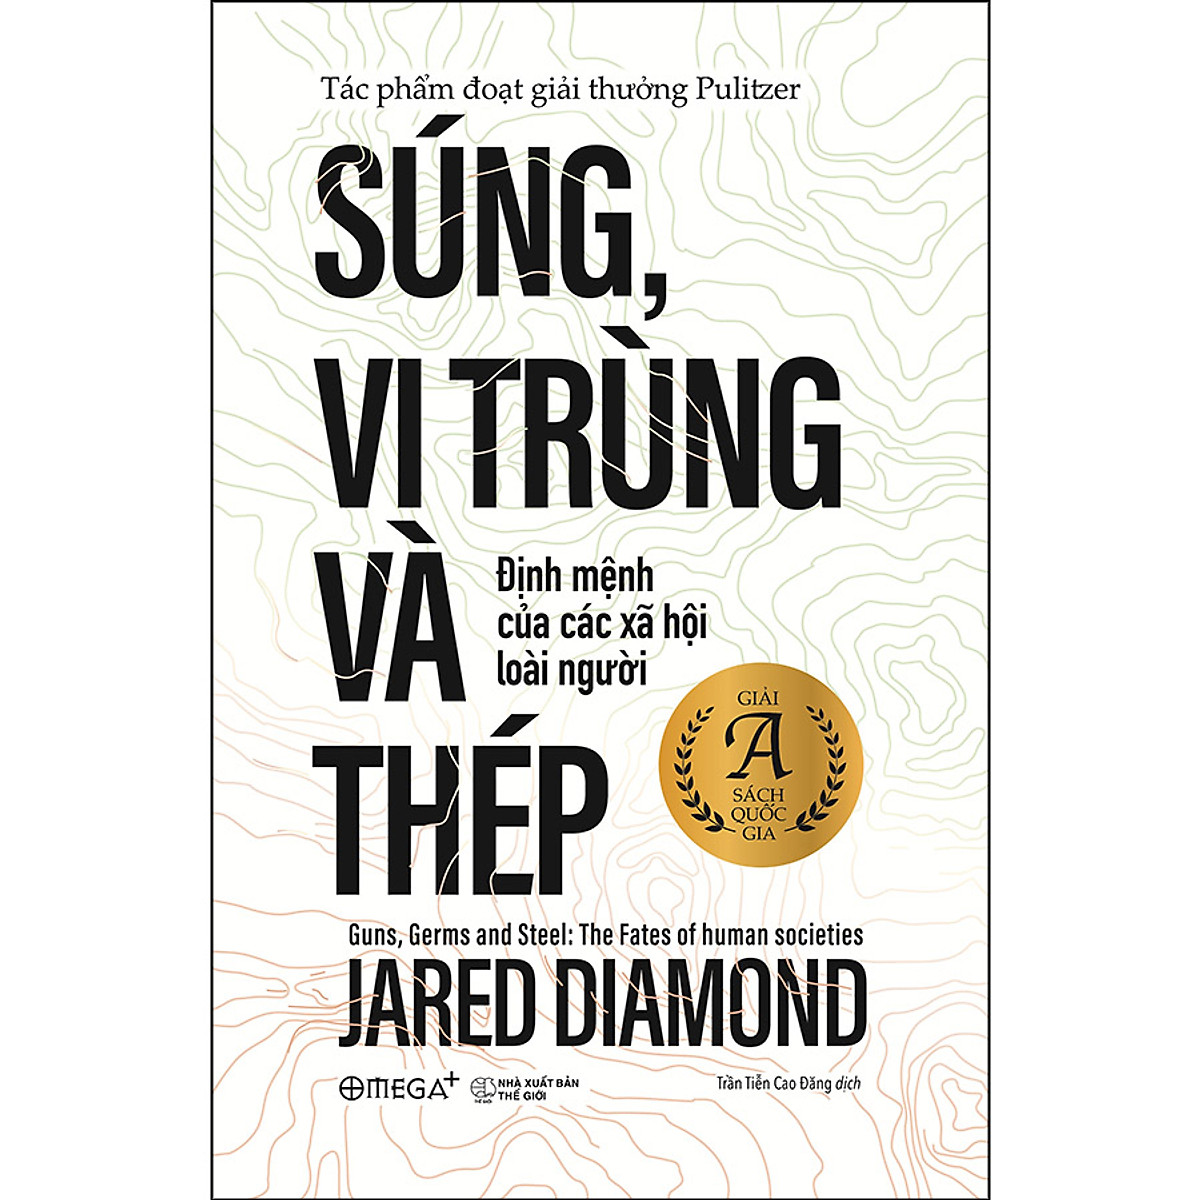 Tác phẩm đoạt giải thưởng Pulitzer
SÚNG,
VI TRÙNG
VÀ
Định mệnh
của các xã hội
loài người
THÉP
GIẢI
A
SÁCH
QUỐC
GIA
Guns, Germs and Steel: The Fates of human societies
JARED DIAMOND
OMEGA+
THẾ GIỚI
NHÀ XUẤT BẢN
THẾ GIỚI
Trần Tiễn Cao Đăng dịch